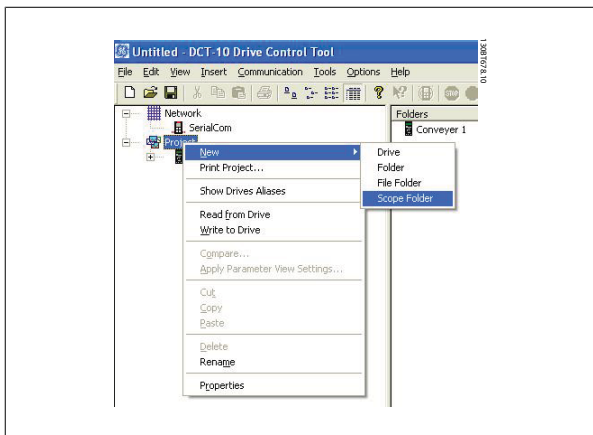 Untitled - DCT-10 Drive Control Tool
File Edit View Insert Communication Tools Options Help
Network
SerialCom
Project
Folders
Conveyer 1
New
Print Project...
Show Drives Aliases
Read from Drive
Write to Drive
Compare...
Apply Parameter View Settings...
Cut
Copy
Paste
Delete
Rename
Properties
Drive
Folder
File Folder
Scope Folder
130BT678.10